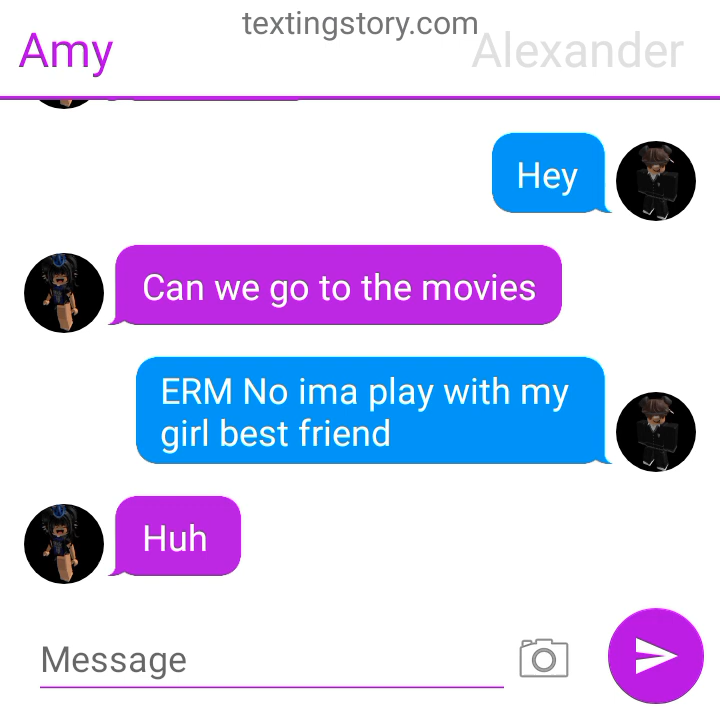 textingstory.com
Amy
Alexander
Hey
Can we go to the movies
ERM No ima play with my
girl best friend
Huh
Message